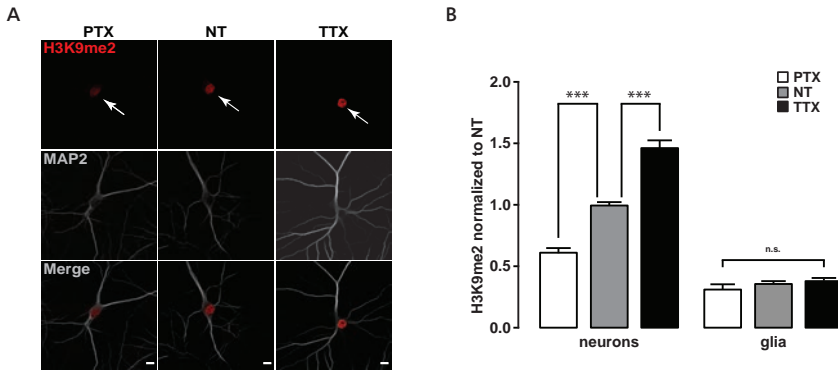 A
PTX NT TTX
H3K9me2
MAP2
Merge
B
H3K9me2 normalized to NT
2.0
1.5
1.0
0.5
0.0
*** ***
n.s.
PTX
NT
TTX
neurons glia